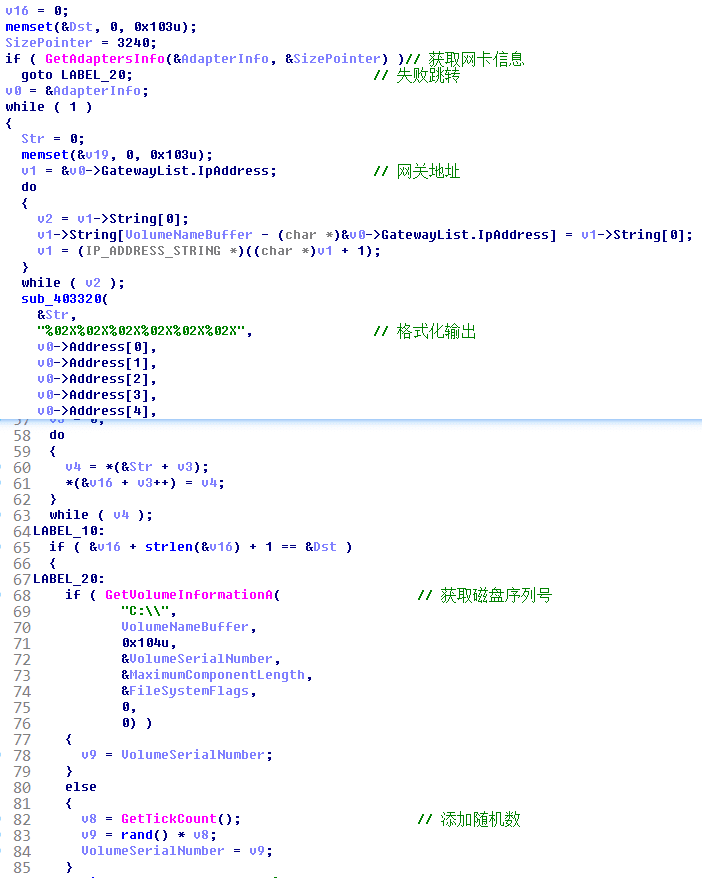 v16 = 0;
memset(&Dst, 0, 0x103u);
SizePointer = 3240;
if ( GetAdaptersInfo(&AdapterInfo, &SizePointer) )// 获取网卡信息
goto LABEL_20; // 失败跳转
v0 = &AdapterInfo;
while ( 1 )
{
Str = 0;
memset(&v19, 0, 0x103u);
v1 = &v0->GatewayList.IpAddress; // 网关地址
do
{
v2 = v1->String[0];
v1->String[VolumeNameBuffer - (char *)&v0->GatewayList.IpAddress] = v1->String[0];
v1 = (IP_ADDRESS_STRING *)((char *)v1 + 1);
}
while ( v2 );
sub_403320(
&Str,
"%02X%02X%02X%02X%02X%02X", // 格式化输出
v0->Address[0],
v0->Address[1],
v0->Address[2],
v0->Address[3],
v0->Address[4],
57 v3 = 0;
58 do
59 {
60 v4 = *(&Str + v3);
61 *(&v16 + v3++) = v4;
62 }
63 while ( v4 );
64 LABEL_10:
65 if ( &v16 + strlen(&v16) + 1 == &Dst )
66 {
67 LABEL_20:
68 if ( GetVolumeInformationA( // 获取磁盘序列号
69 "C:\\",
70 VolumeNameBuffer,
71 0x104u,
72 &VolumeSerialNumber,
73 &MaximumComponentLength,
74 &FileSystemFlags,
75 0,
76 0) )
77 {
78 v9 = VolumeSerialNumber;
79 }
80 else
81 {
82 v8 = GetTickCount(); // 添加随机数
83 v9 = rand() * v8;
84 VolumeSerialNumber = v9;
85 }